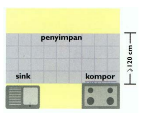 penyimpan
≥ 120 cm
sink
kompor